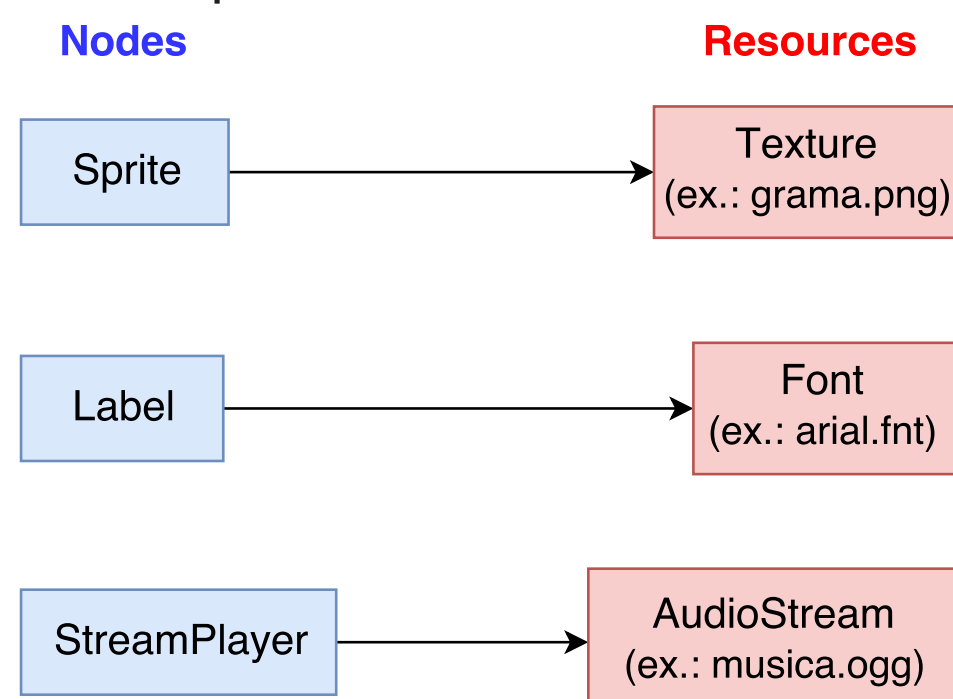 Nodes
Resources
Sprite
Texture
(ex.: grama.png)
Label
Font
(ex.: arial.fnt)
StreamPlayer
AudioStream
(ex.: musica.ogg)